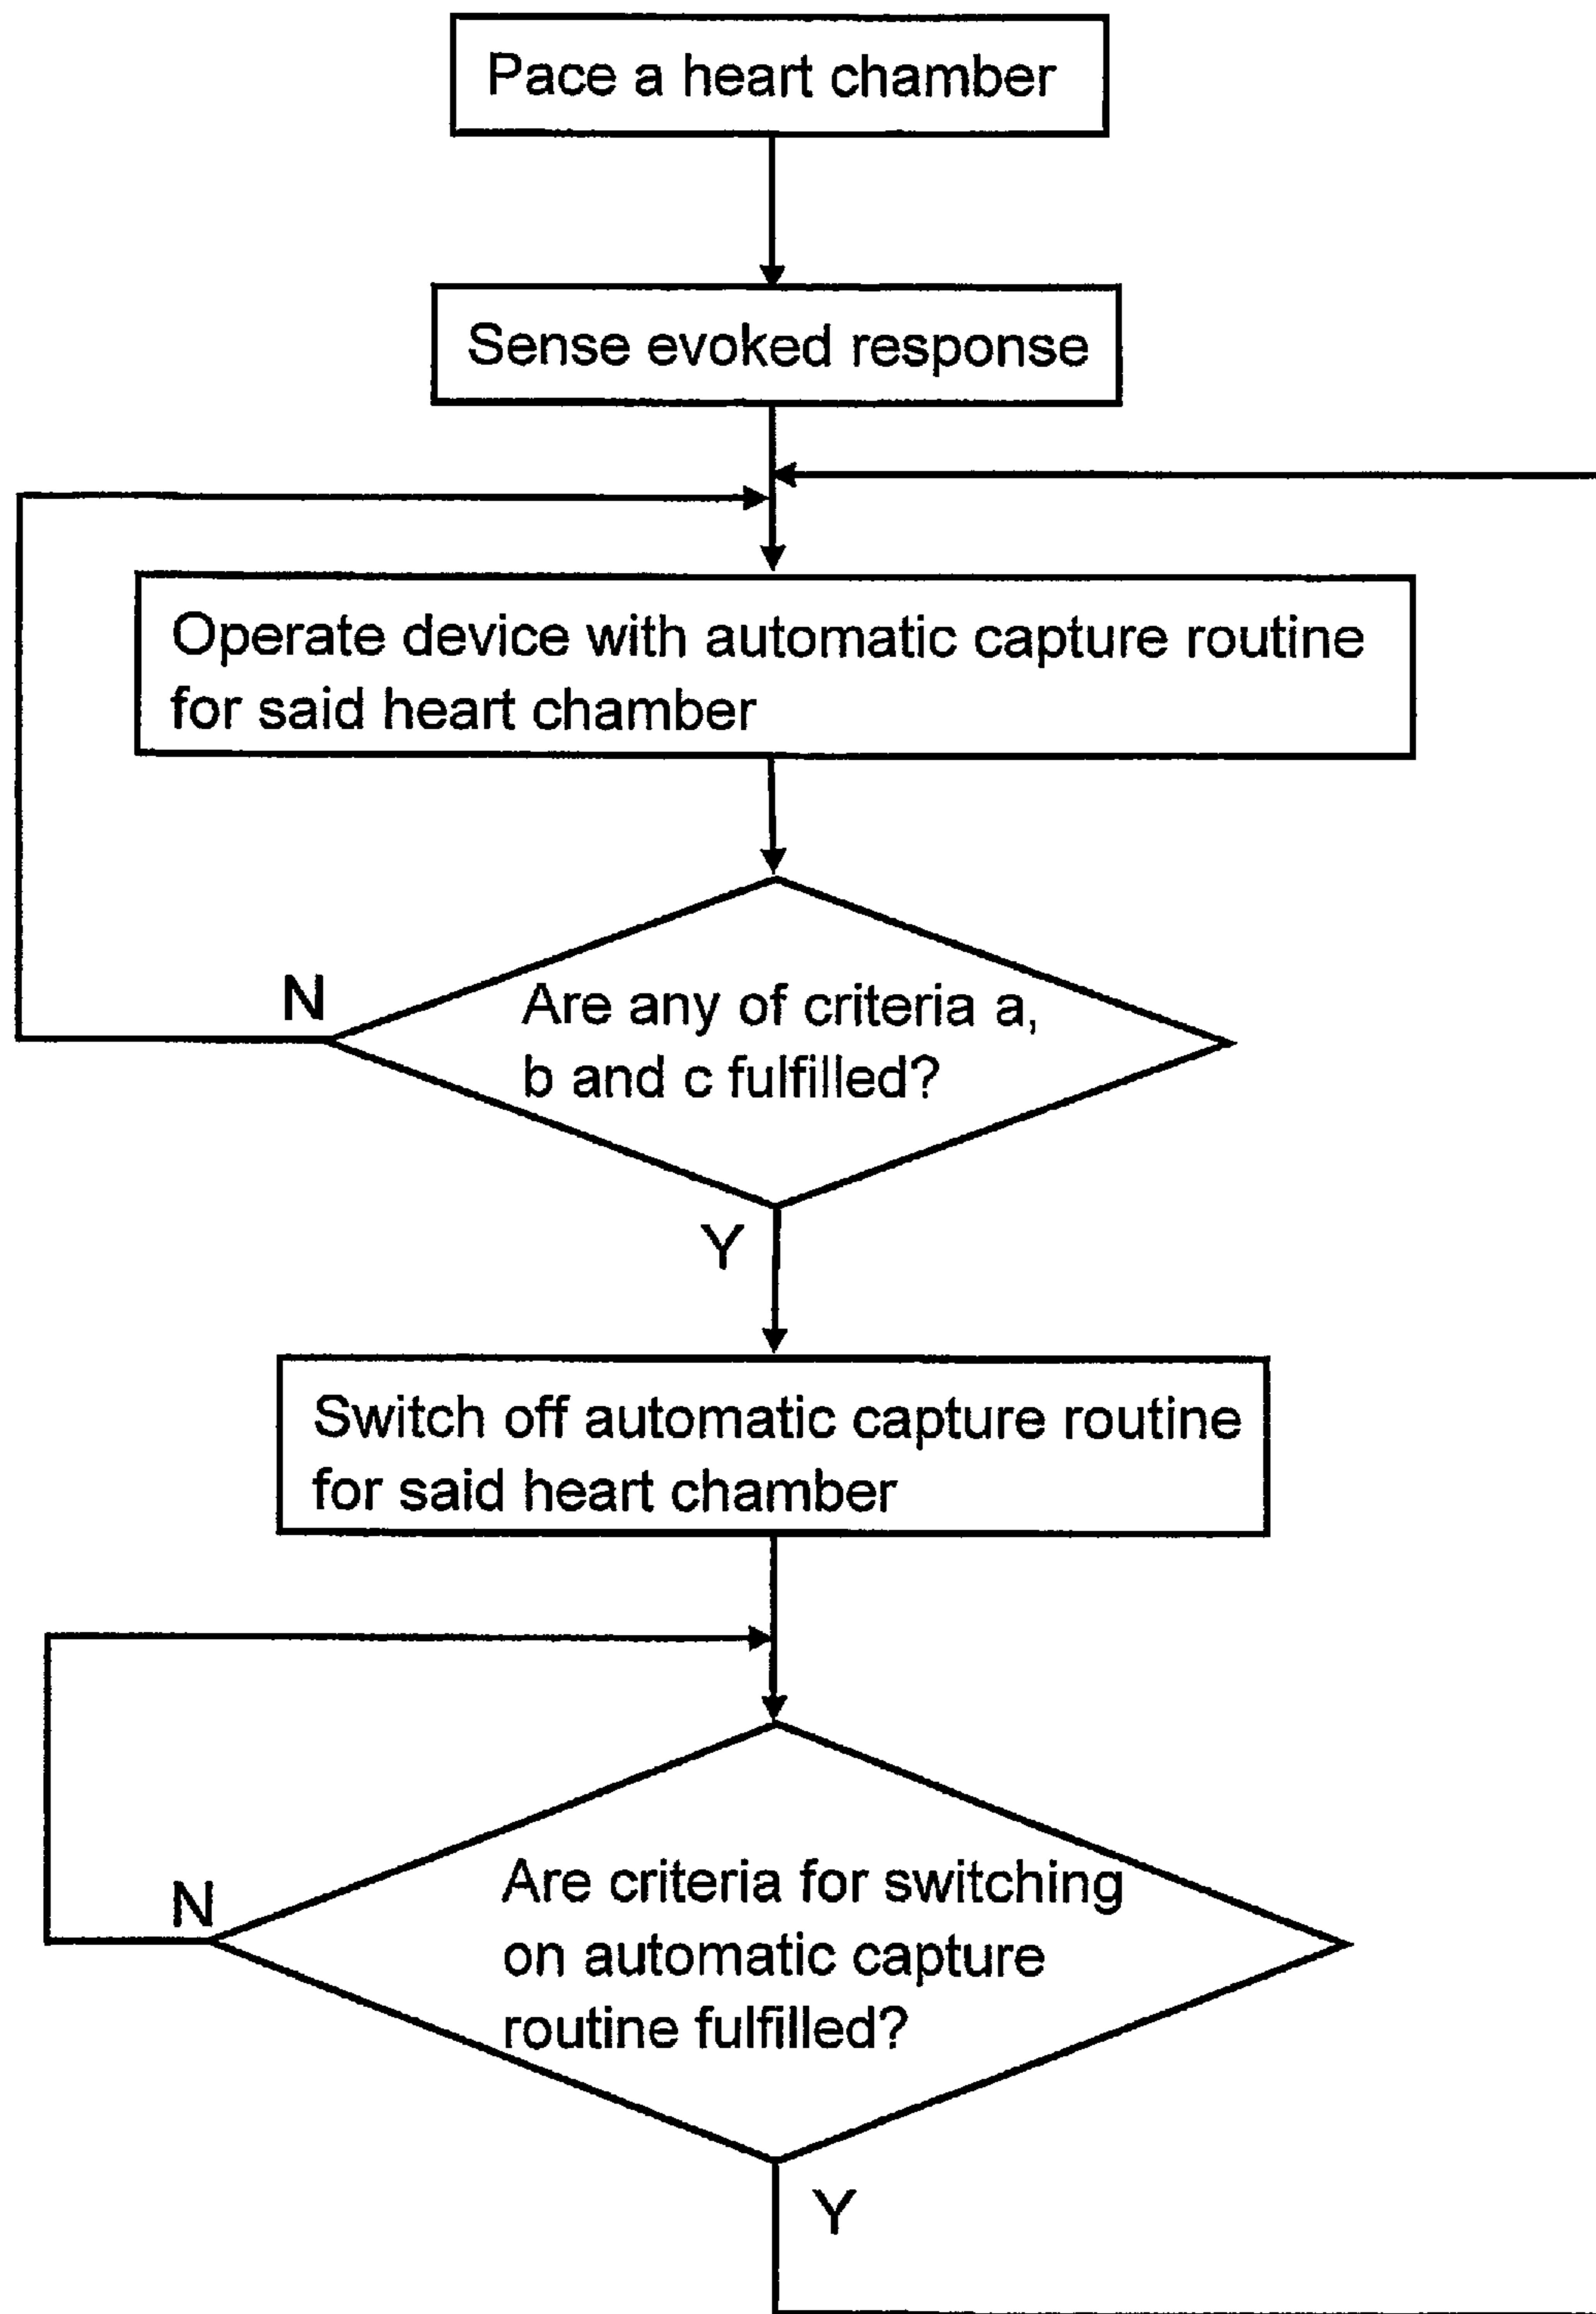 Pace a heart chamber
Sense evoked response
Operate device with automatic capture routine
for said heart chamber
N
Are any of criteria a,
b and c fulfilled?
Y
Switch off automatic capture routine
for said heart chamber
N
Are criteria for switching
on automatic capture
routine fulfilled?
Y